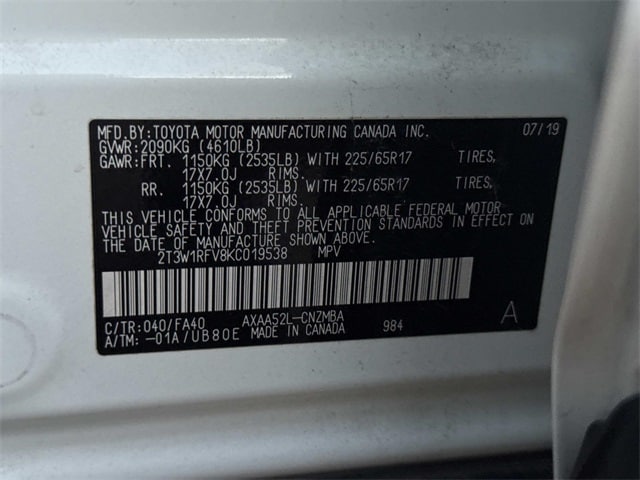 MFD.BY:TOYOTA MOTOR MANUFACTURING CANADA INC. 07/19
GVWR:2090KG (4610LB)
GAWR:FRT. 1150KG (2535LB) WITH 225/65R17 TIRES,
17X7.0J RIMS.
RR. 1150KG (2535LB) WITH 225/65R17 TIRES,
17X7.0J RIMS.
THIS VEHICLE CONFORMS TO ALL APPLICABLE FEDERAL MOTOR
VEHICLE SAFETY AND THEFT PREVENTION STANDARDS IN EFFECT ON
THE DATE OF MANUFACTURE SHOWN ABOVE.
2T3W1RFV8KC019538 MPV
C/TR:040/FA40 AXAA52L-CNZMBA A
A/TM:-01A/UB80E MADE IN CANADA 984